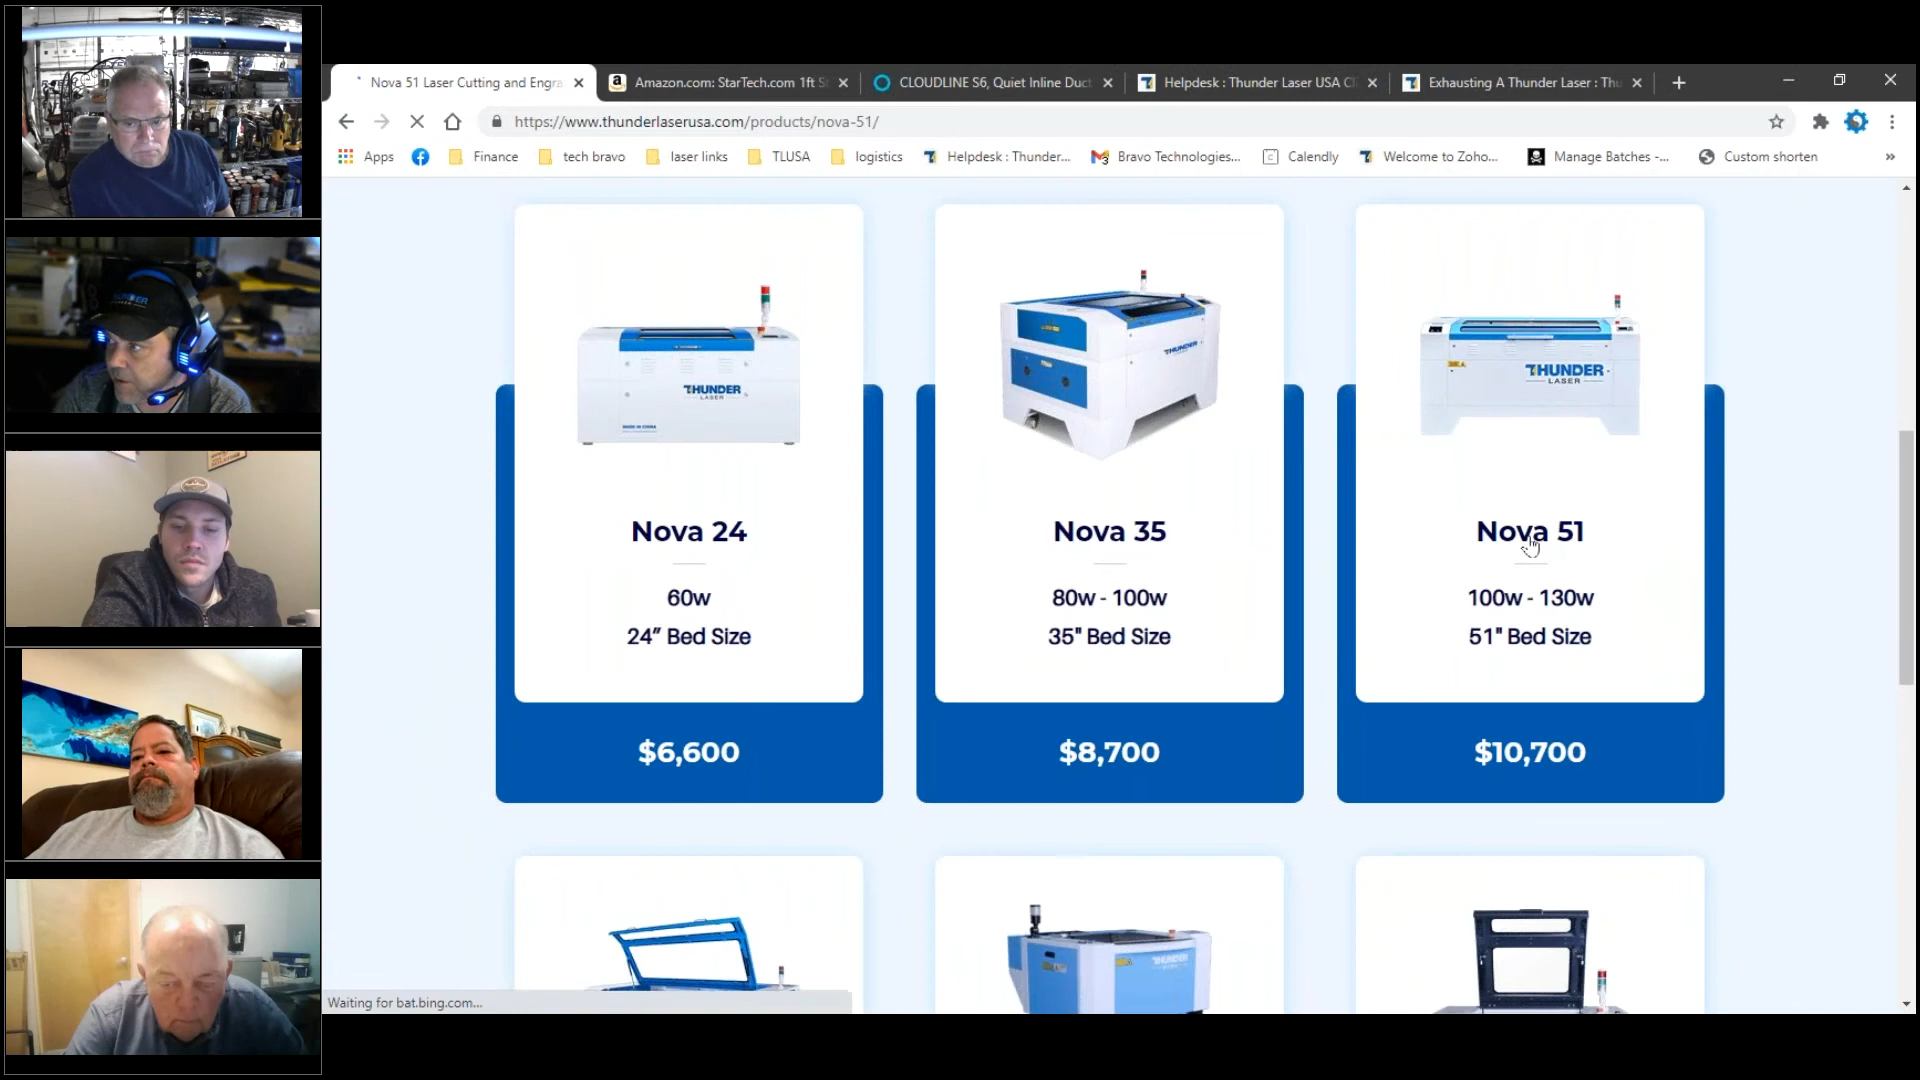 Nova 51 Laser Cutting and Engra
Amazon.com: StarTech.com 1ft S
CLOUDLINE S6, Quiet Inline Duct
Helpdesk : Thunder Laser USA Cl
Exhausting A Thunder Laser : Thu
https://www.thunderlaserusa.com/products/nova-51/
Apps
Finance
tech bravo
laser links
TLUSA
logistics
Helpdesk : Thunder...
Bravo Technologies...
Calendly
Welcome to Zoho...
Manage Batches -...
Custom shorten
»
THUNDER
LASER
THUNDER
THUNDER
LASER
THUNDER
Nova 24
60w
24” Bed Size
$6,600
Nova 35
80w - 100w
35" Bed Size
$8,700
Nova 51
100w - 130w
51" Bed Size
$10,700
THUNDER
Waiting for bat.bing.com...